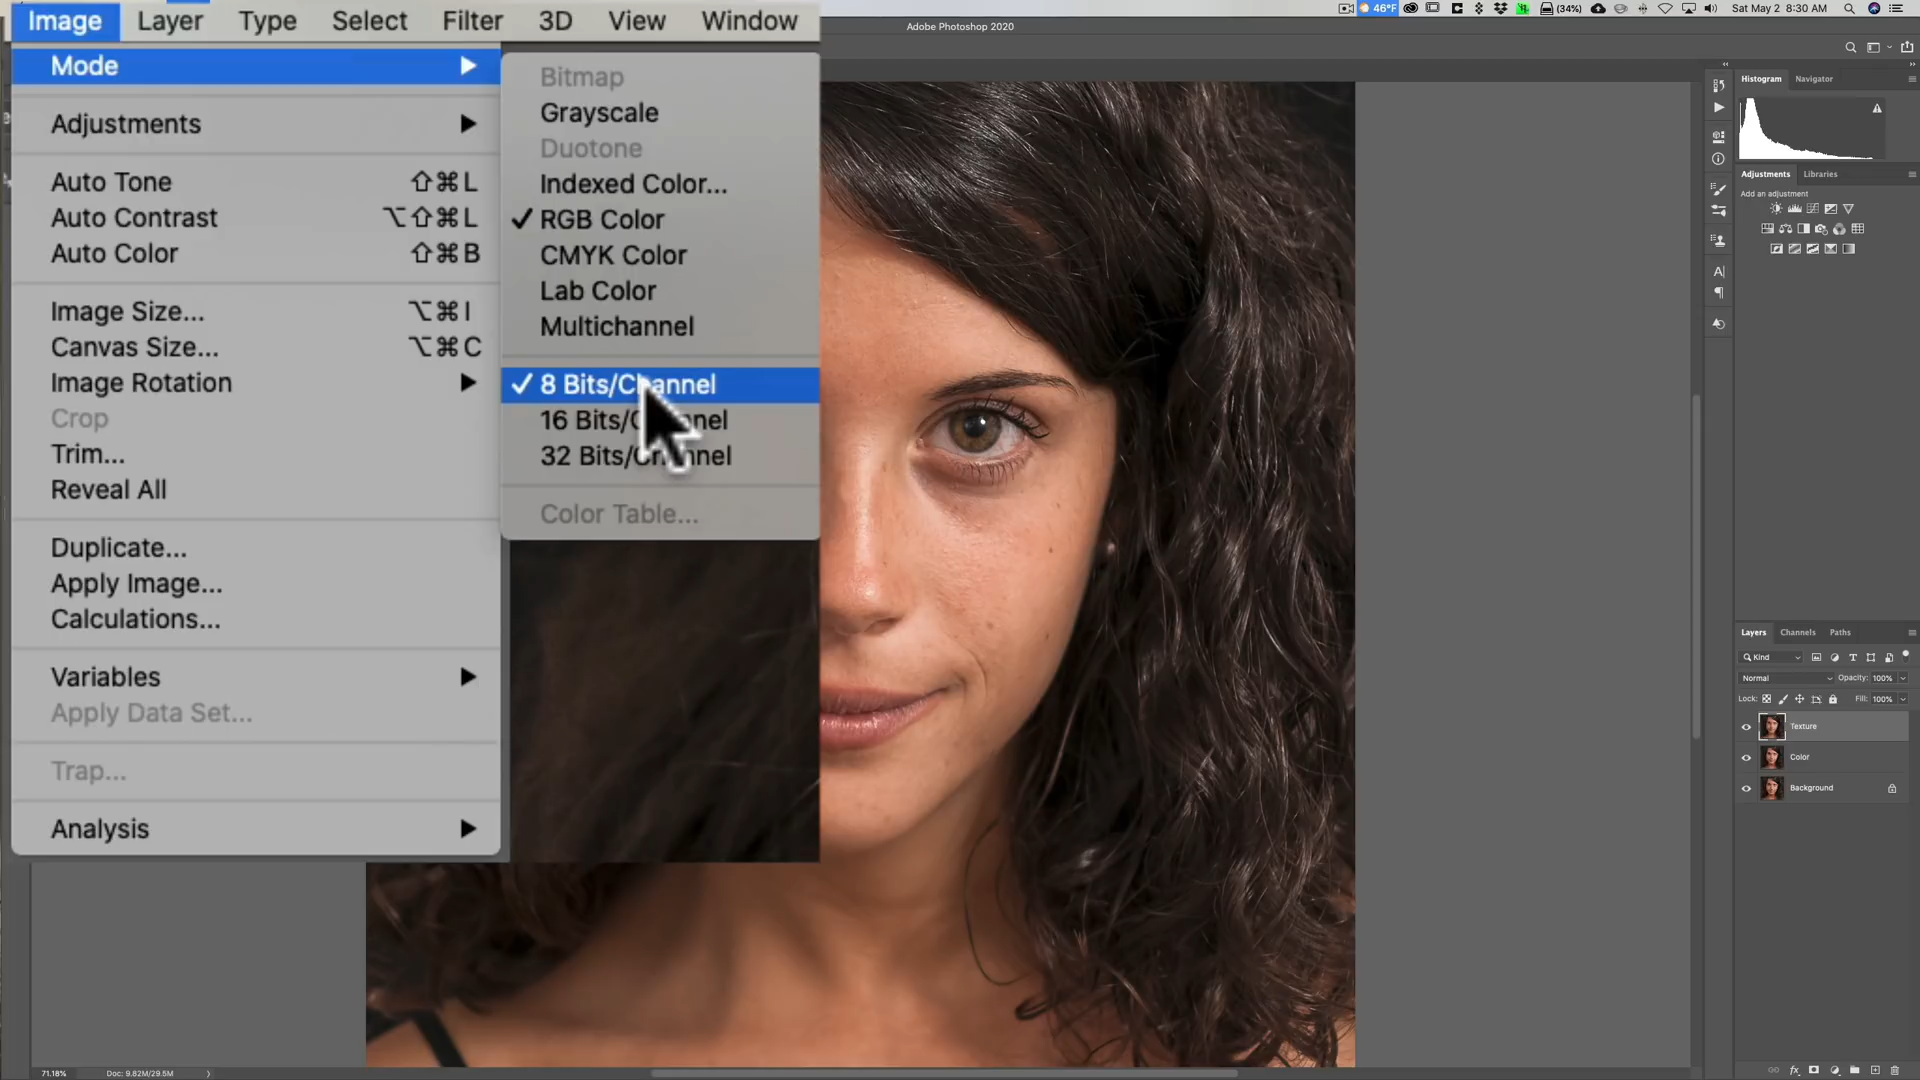 Image Layer Type Select Filter 3D View Window
46°F (34%) Sat May 2 8:30 AM
Adobe Photoshop 2020
Mode
Adjustments
Auto Tone ⇧⌘L
Auto Contrast ⌥⇧⌘L
Auto Color ⇧⌘B
Image Size... ⌥⌘I
Canvas Size... ⌥⌘C
Image Rotation
Crop
Trim...
Reveal All
Duplicate...
Apply Image...
Calculations...
Variables
Apply Data Set...
Trap...
Analysis
Bitmap
Grayscale
Duotone
Indexed Color...
✓ RGB Color
CMYK Color
Lab Color
Multichannel
✓ 8 Bits/Channel
16 Bits/Channel
32 Bits/Channel
Color Table...
Histogram Navigator
Adjustments Libraries
Add an adjustment
Layers Channels Paths
Kind
Normal Opacity: 100%
Lock: Fill: 100%
Texture
Color
Background
71.18% Doc: 9.82M/29.5M